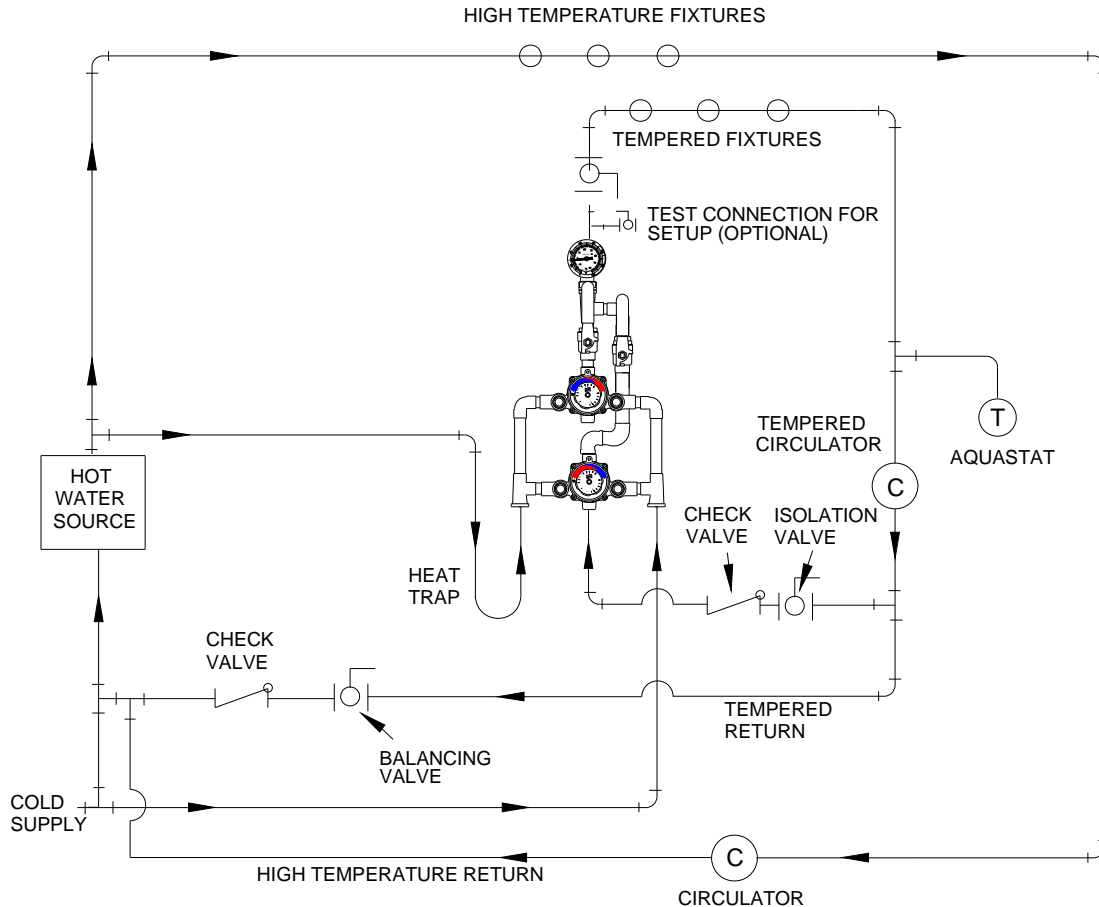 HIGH TEMPERATURE FIXTURES
TEMPERED FIXTURES
TEST CONNECTION FOR
SETUP (OPTIONAL)
T
AQUASTAT
TEMPERED
CIRCULATOR
C
HOT
WATER
SOURCE
CHECK
VALVE
ISOLATION
VALVE
HEAT
TRAP
CHECK
VALVE
TEMPERED
RETURN
BALANCING
VALVE
COLD
SUPPLY
C
HIGH TEMPERATURE RETURN
CIRCULATOR